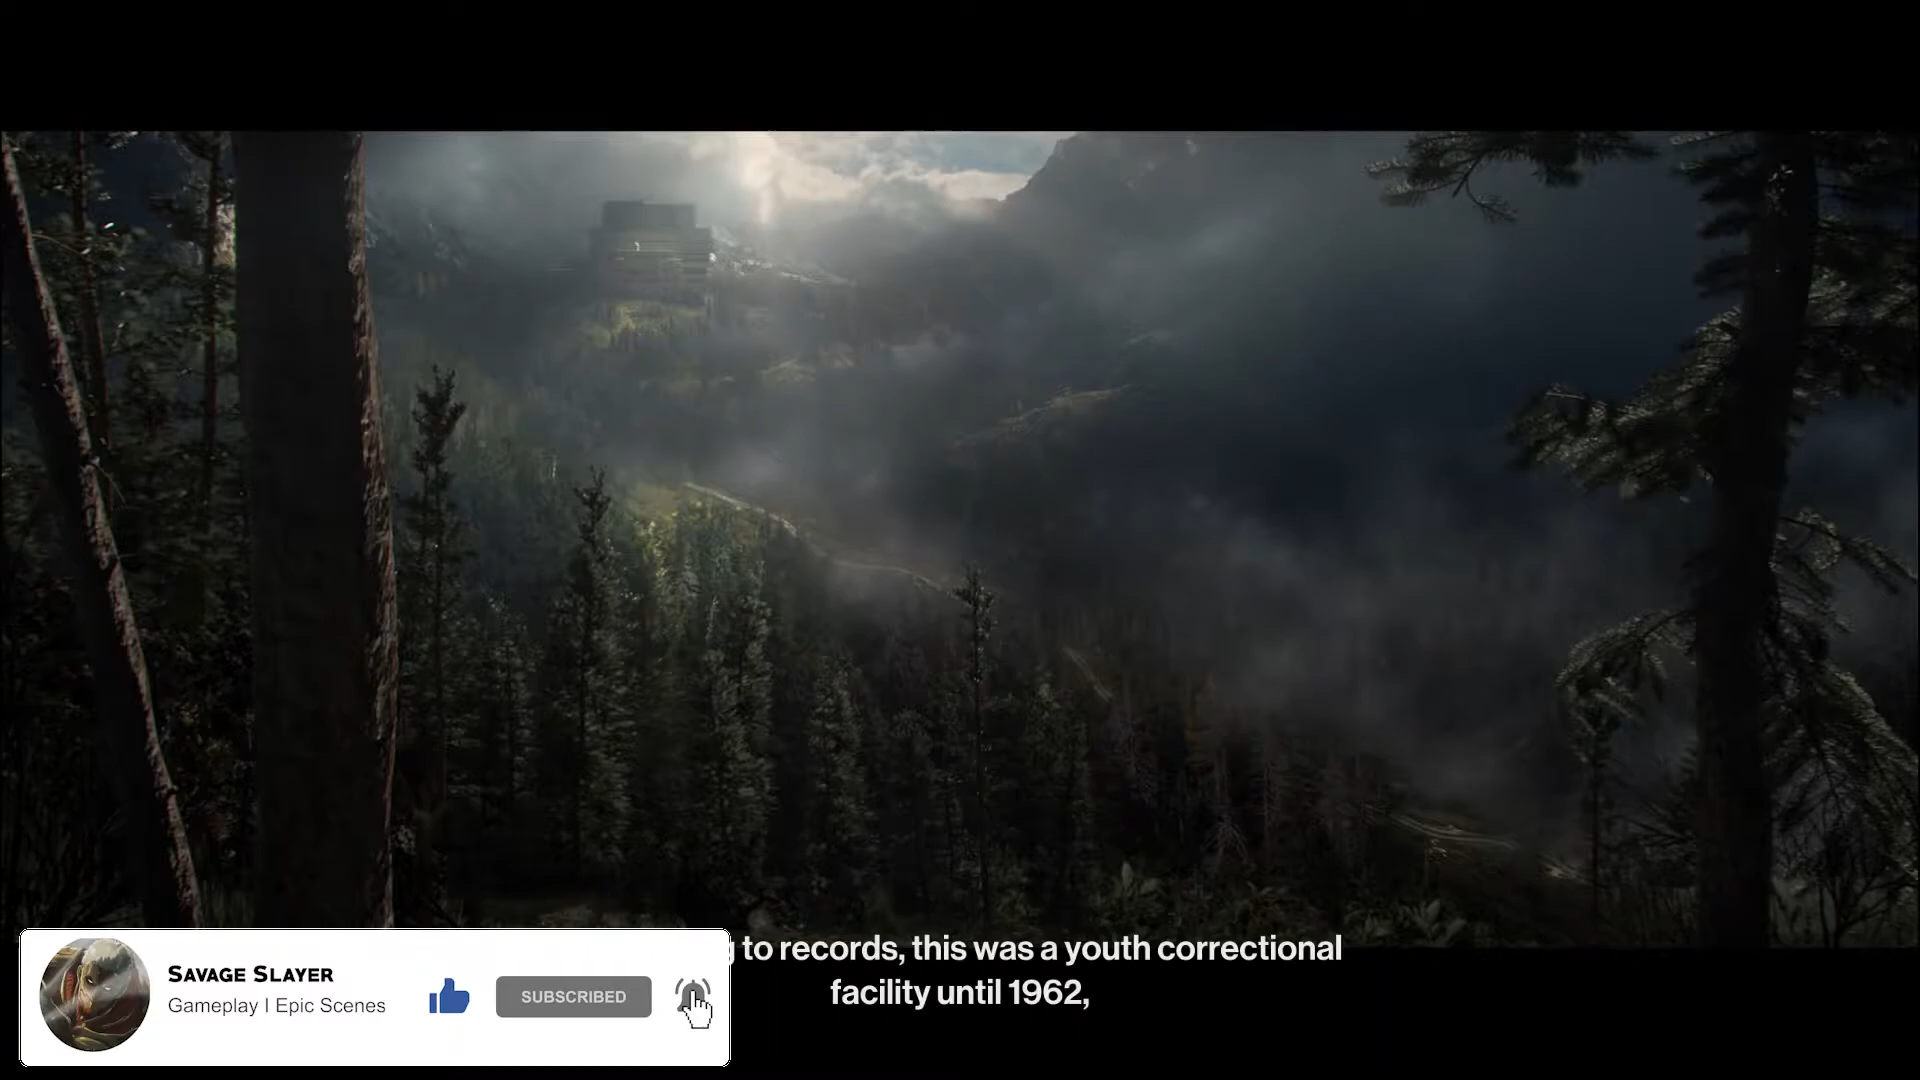 g to records, this was a youth correctional
facility until 1962,
SAVAGE SLAYER
Gameplay I Epic Scenes
SUBSCRIBED